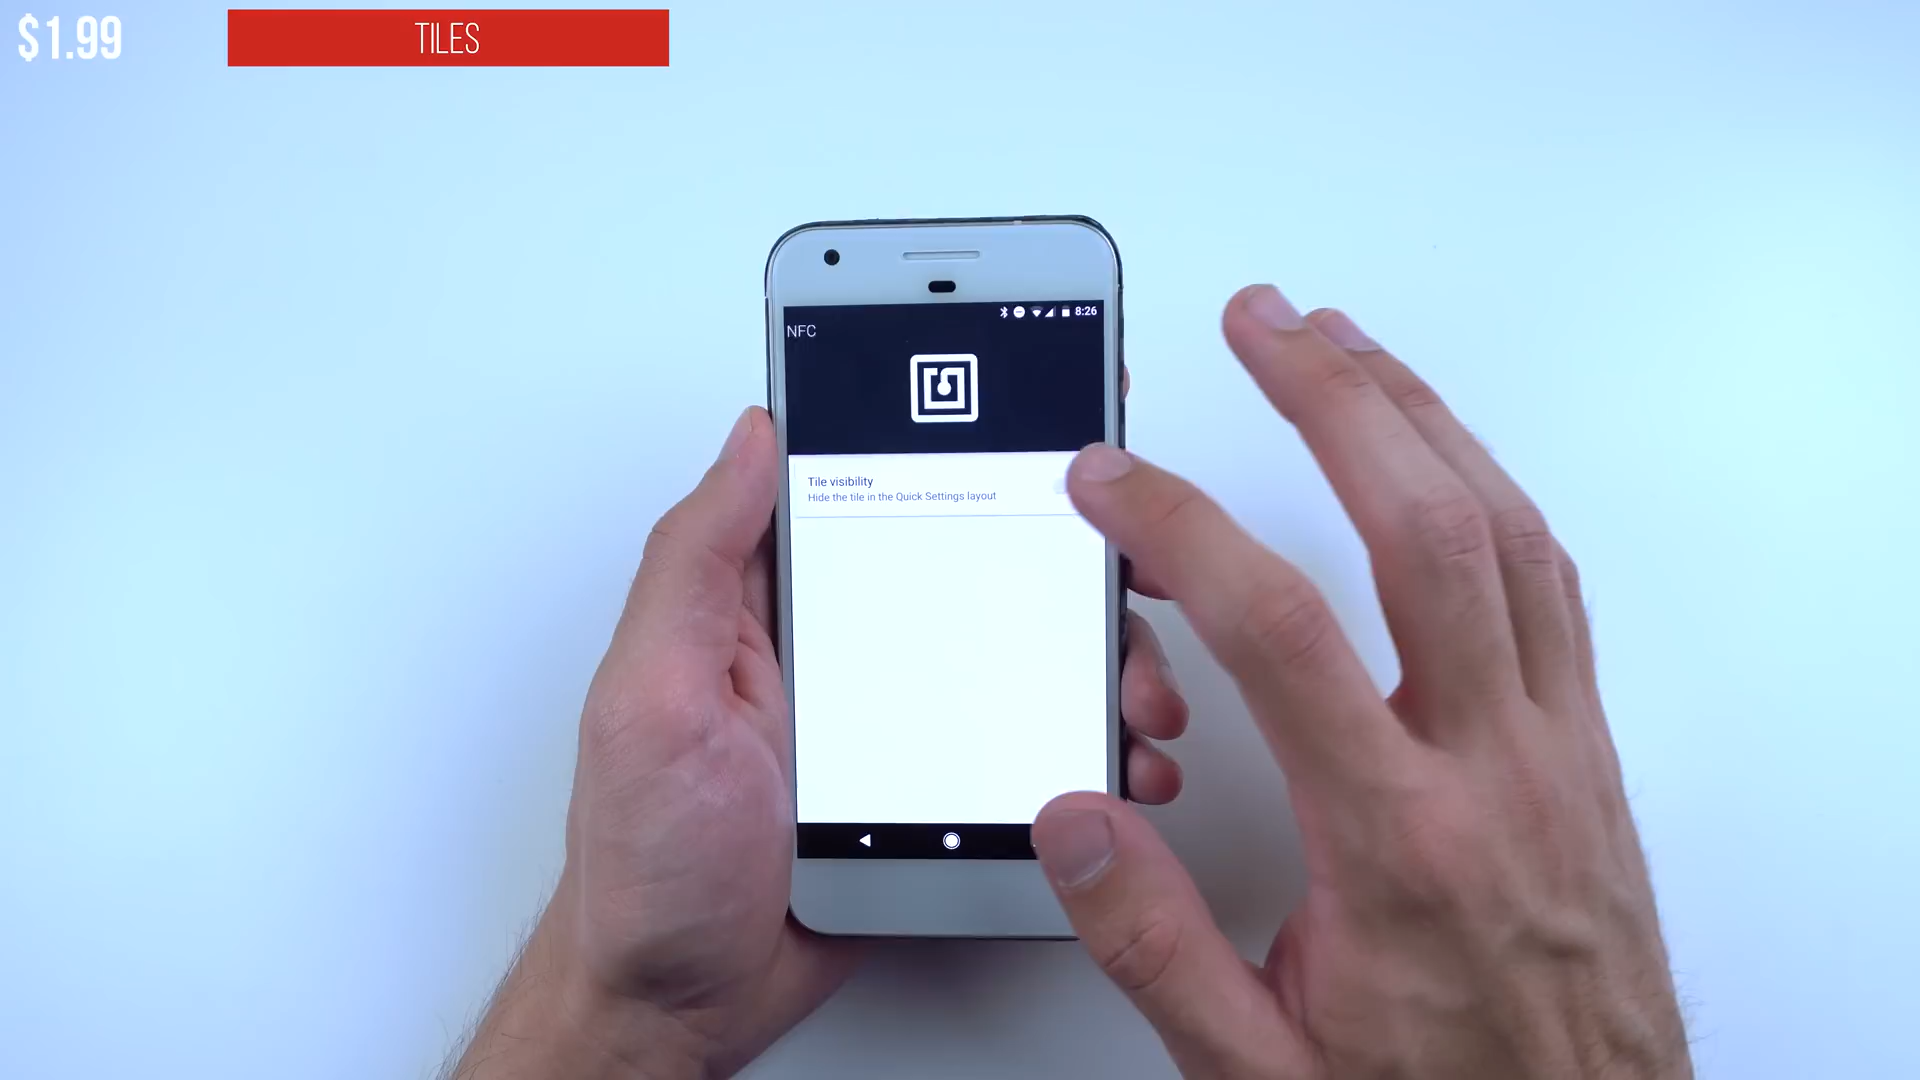 $1.99
TILES
8:26
NFC
Tile visibility
Hide the tile in the Quick Settings layout